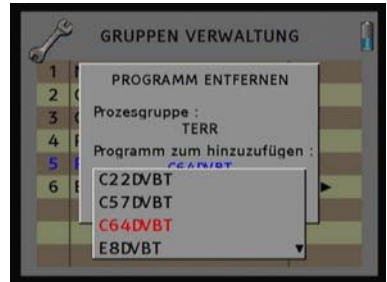 GRUPPEN VERWALTUNG
1
2
3
4
5
6
PROGRAMM ENTFERNEN
Prozesgruppe :
TERR
Programm zum hinzuzufügen :
C64DVBT
C22DVBT
C57DVBT
C64DVBT
E8DVBT